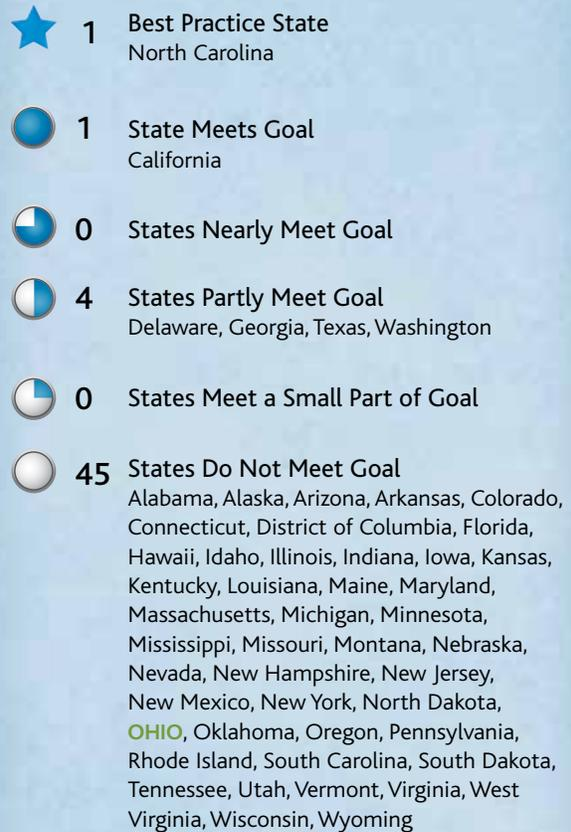 1 Best Practice State
North Carolina
1 State Meets Goal
California
0 States Nearly Meet Goal
4 States Partly Meet Goal
Delaware, Georgia, Texas, Washington
0 States Meet a Small Part of Goal
45 States Do Not Meet Goal
Alabama, Alaska, Arizona, Arkansas, Colorado,
Connecticut, District of Columbia, Florida,
Hawaii, Idaho, Illinois, Indiana, Iowa, Kansas,
Kentucky, Louisiana, Maine, Maryland,
Massachusetts, Michigan, Minnesota,
Mississippi, Missouri, Montana, Nebraska,
Nevada, New Hampshire, New Jersey,
New Mexico, New York, North Dakota,
OHIO, Oklahoma, Oregon, Pennsylvania,
Rhode Island, South Carolina, South Dakota,
Tennessee, Utah, Vermont, Virginia, West
Virginia, Wisconsin, Wyoming